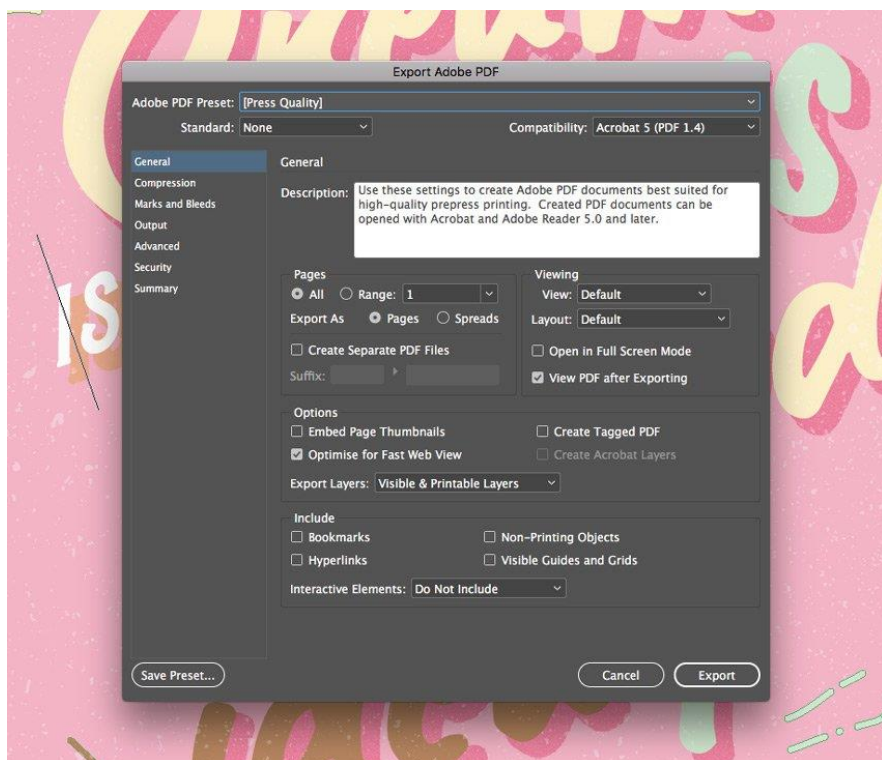 Export Adobe PDF
Adobe PDF Preset: [Press Quality]
Standard: None Compatibility: Acrobat 5 (PDF 1.4)
General
Compression
Marks and Bleeds
Output
Advanced
Security
Summary
General
Description: Use these settings to create Adobe PDF documents best suited for
high-quality prepress printing. Created PDF documents can be
opened with Acrobat and Adobe Reader 5.0 and later.
Pages
All Range: 1
Export As Pages Spreads
Create Separate PDF Files
Suffix:
Viewing
View: Default
Layout: Default
Open in Full Screen Mode
View PDF after Exporting
Options
Embed Page Thumbnails Create Tagged PDF
Optimise for Fast Web View Create Acrobat Layers
Export Layers: Visible & Printable Layers
Include
Bookmarks Non-Printing Objects
Hyperlinks Visible Guides and Grids
Interactive Elements: Do Not Include
Save Preset... Cancel Export
IS